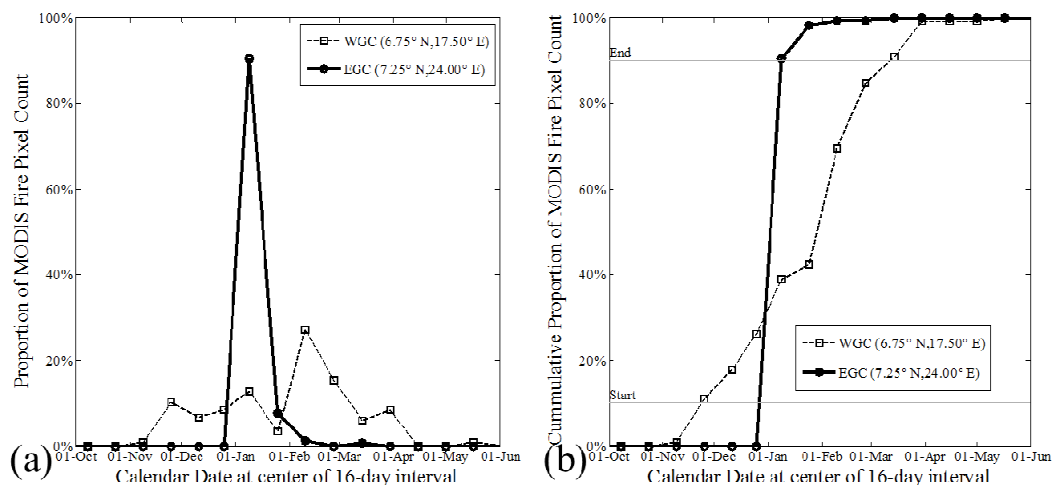 100%
80%
60%
40%
20%
0%
Proportion of MODIS Fire Pixel Count
WGC (6.75° N,17.50° E)
EGC (7.25° N,24.00° E)
01-Oct 01-Nov 01-Dec 01-Jan 01-Feb 01-Mar 01-Apr 01-May 01-Jun
Calendar Date at center of 16-day interval
(a)
100%
80%
60%
40%
20%
0%
Cummulative Proportion of MODIS Fire Pixel Count
End
Start
WGC (6.75° N,17.50° E)
EGC (7.25° N,24.00° E)
01-Oct 01-Nov 01-Dec 01-Jan 01-Feb 01-Mar 01-Apr 01-May 01-Jun
Calendar Date at center of 16-day interval
(b)